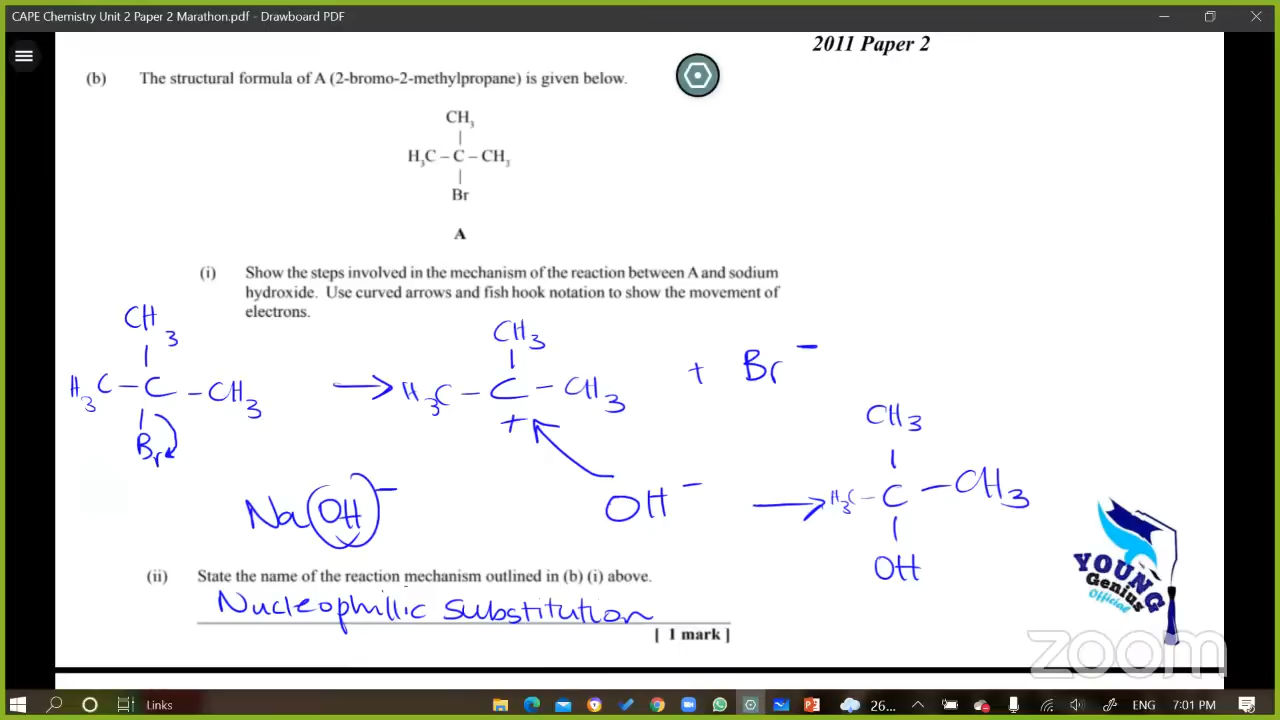 CAPE Chemistry Unit 2 Paper 2 Marathon.pdf - Drawboard PDF
2011 Paper 2
(b) The structural formula of A (2-bromo-2-methylpropane) is given below.
CH3
|
H3C – C – CH3
|
Br
A
(i) Show the steps involved in the mechanism of the reaction between A and sodium
hydroxide. Use curved arrows and fish hook notation to show the movement of
electrons.
CH3
H3C – C – CH3
Br
CH3
H3C – C – CH3
+
+ Br–
Na(OH)–
OH–
CH3
H3C – C – CH3
OH
YOUNG
Genius
Official
(ii) State the name of the reaction mechanism outlined in (b) (i) above.
Nucleophillic substitution
[ 1 mark ]
zoom
Links
26...
ENG
7:01 PM